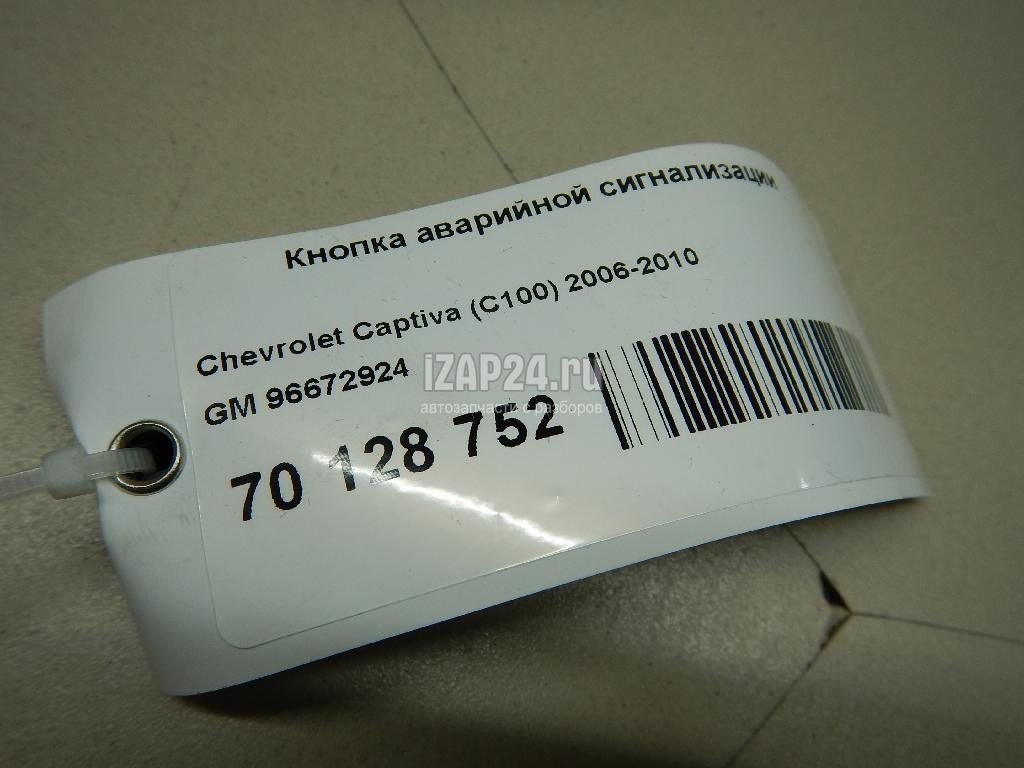 Кнопка аварийной сигнализации
Chevrolet Captiva (C100) 2006-2010
GM 96672924
70 128 752
iZAP24.ru
автозапчасти с разборов